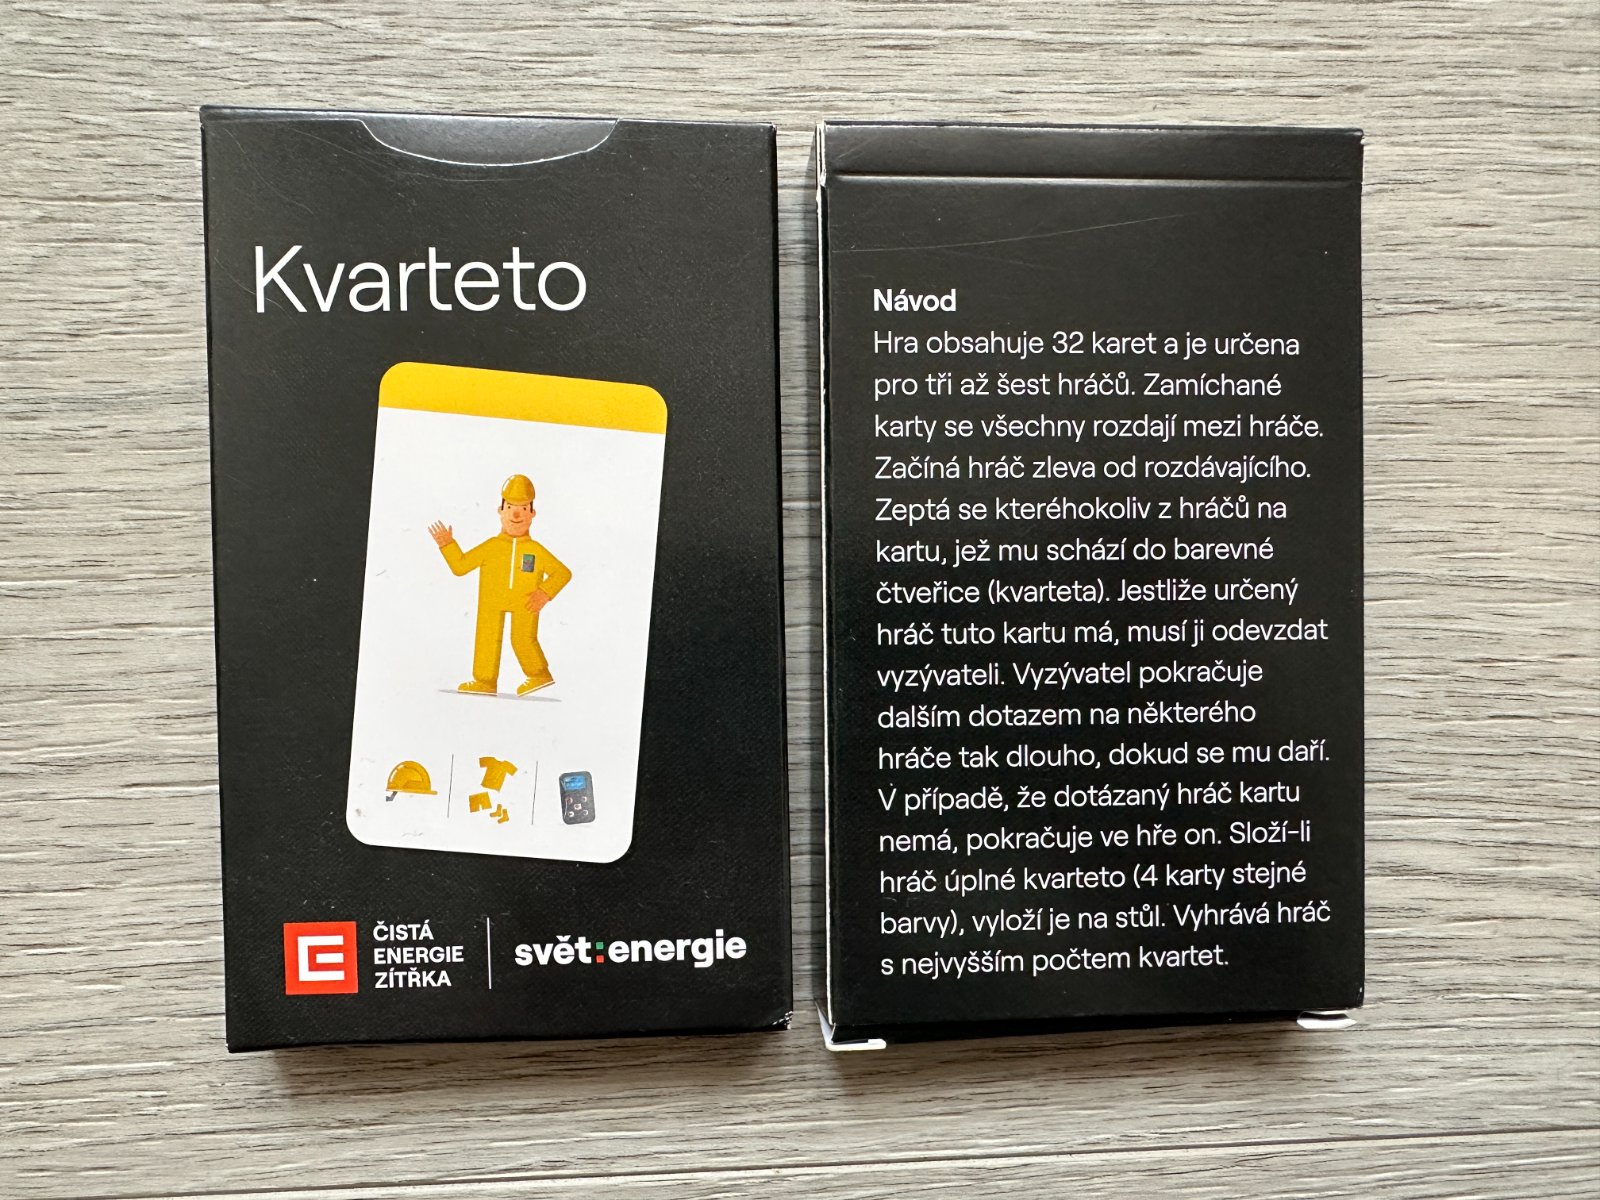 Kvarteto
ČISTÁ
ENERGIE
ZÍTŘKA
svět:energie
Návod
Hra obsahuje 32 karet a je určena
pro tři až šest hráčů. Zamíchané
karty se všechny rozdají mezi hráče.
Začíná hráč zleva od rozdávajícího.
Zeptá se kteréhokoliv z hráčů na
kartu, jež mu schází do barevné
čtveřice (kvarteta). Jestliže určený
hráč tuto kartu má, musí ji odevzdat
vyzývateli. Vyzývatel pokračuje
dalším dotazem na některého
hráče tak dlouho, dokud se mu daří.
V případě, že dotázaný hráč kartu
nemá, pokračuje ve hře on. Složí-li
hráč úplné kvarteto (4 karty stejné
barvy), vyloží je na stůl. Vyhrává hráč
s nejvyšším počtem kvartet.